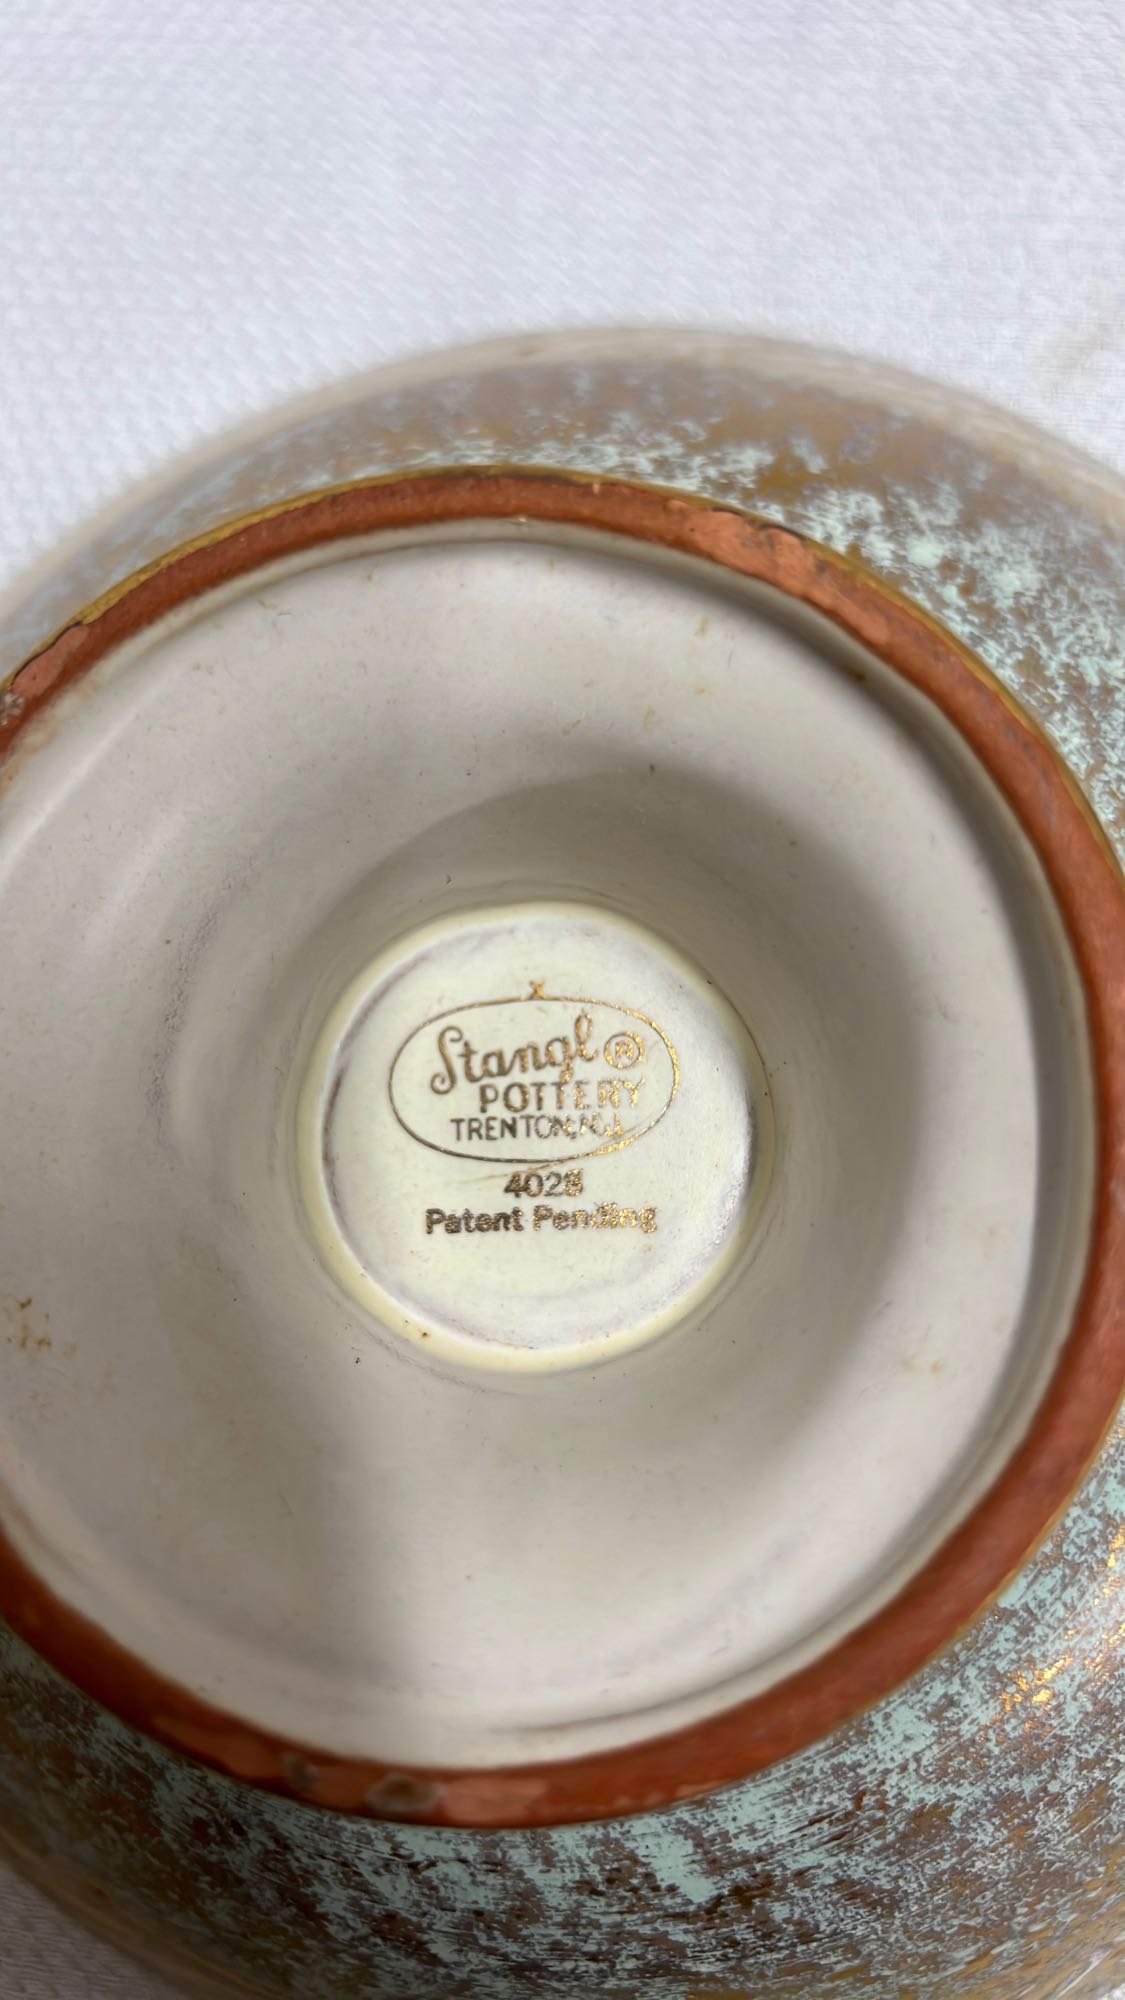 x
Stangl ®
POTTERY
TRENTON, N.J.
4028
Patent Pending